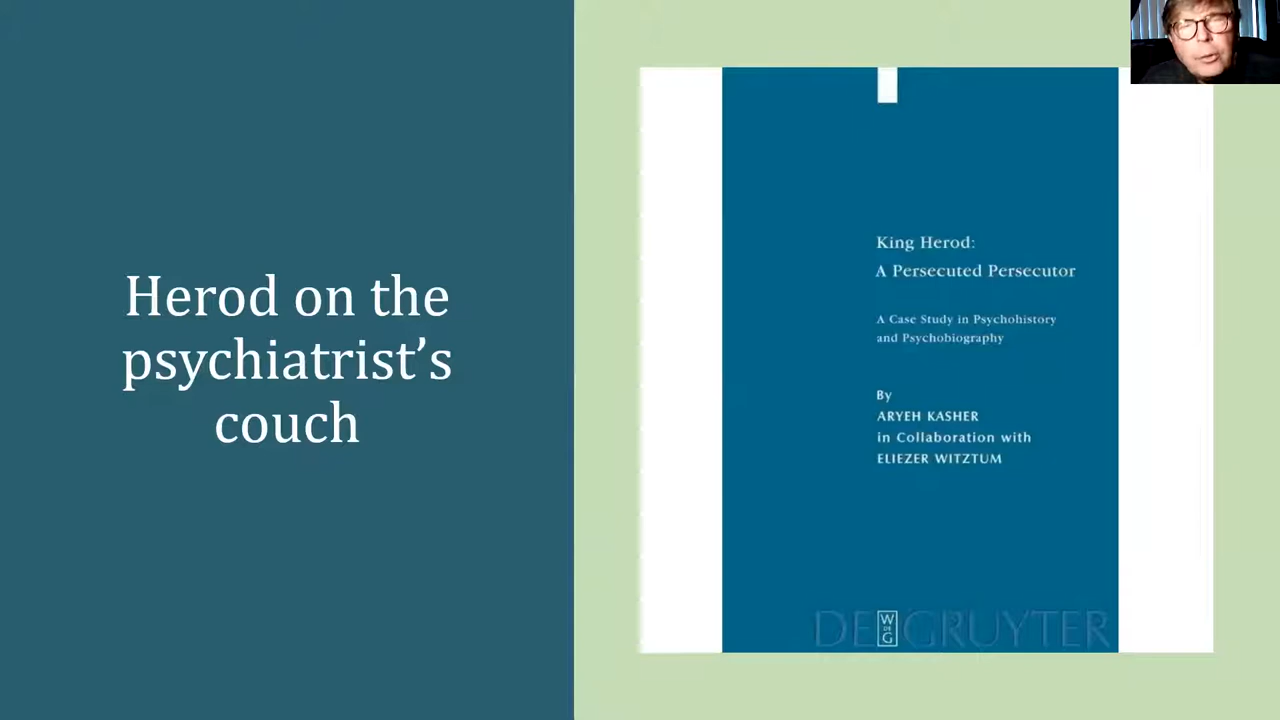 Herod on the
psychiatrist’s
couch
King Herod:
A Persecuted Persecutor
A Case Study in Psychohistory
and Psychobiography
By
ARYEH KASHER
in Collaboration with
ELIEZER WITZTUM
DE GRUYTER
W
DE
G